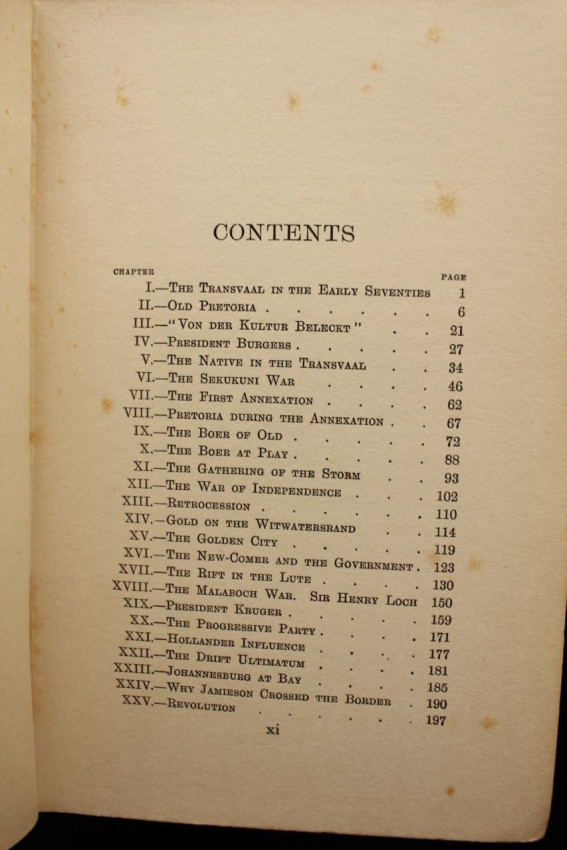 CONTENTS
CHAPTER PAGE
I.—The Transvaal in the Early Seventies 1
II.—Old Pretoria . . . . . . 6
III.—"Von der Kultur Beleckt" . . 21
IV.—President Burgers . . . . . 27
V.—The Native in the Transvaal . . 34
VI.—The Sekukuni War . . . . 46
VII.—The First Annexation . . . . 62
VIII.—Pretoria during the Annexation . . 67
IX.—The Boer of Old . . . . . 72
X.—The Boer at Play . . . . . 88
XI.—The Gathering of the Storm . . 93
XII.—The War of Independence . . . 102
XIII.—Retrocession . . . . . . 110
XIV.—Gold on the Witwatersrand . . 114
XV.—The Golden City . . . . . 119
XVI.—The New-Comer and the Government . 123
XVII.—The Rift in the Lute . . . . 130
XVIII.—The Malaboch War. Sir Henry Loch 150
XIX.—President Kruger . . . . . 159
XX.—The Progressive Party . . . . 171
XXI.—Hollander Influence . . . . 177
XXII.—The Drift Ultimatum . . . . 181
XXIII.—Johannesburg at Bay . . . . 185
XXIV.—Why Jamieson Crossed the Border . 190
XXV.—Revolution . . . . . . 197
xi